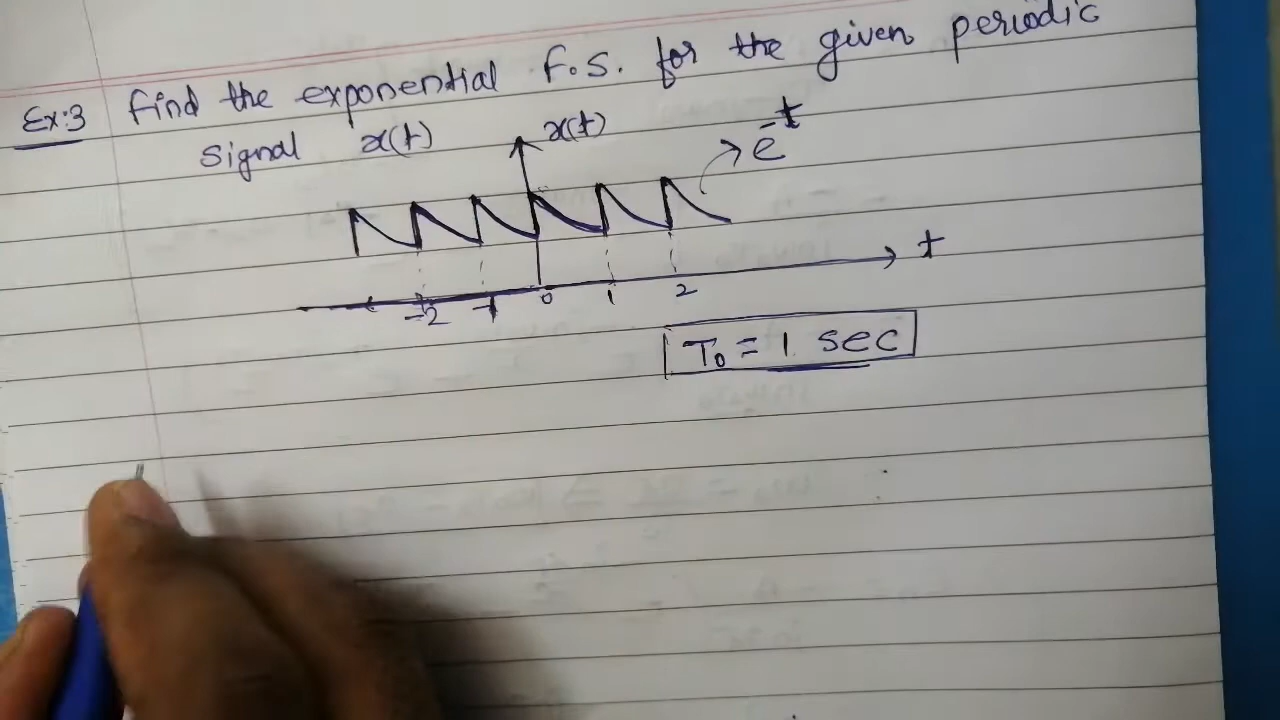 Ex:3 Find the exponential F.S. for the given periodic
signal x(t)
x(t)
e^-t
t
-2 -1 0 1 2
T₀ = 1 sec